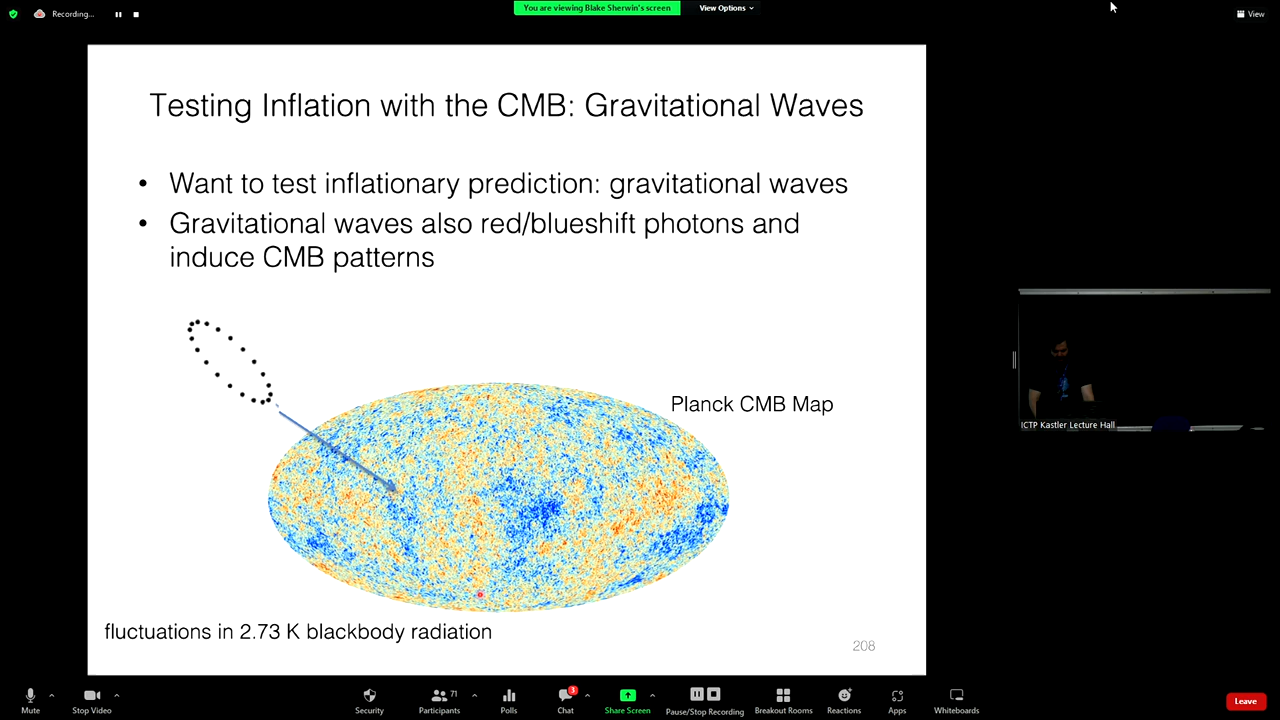 Recording...
You are viewing Blake Sherwin's screen
View Options
View
Testing Inflation with the CMB: Gravitational Waves
• Want to test inflationary prediction: gravitational waves
• Gravitational waves also red/blueshift photons and
induce CMB patterns
Planck CMB Map
ICTP Kastler Lecture Hall
fluctuations in 2.73 K blackbody radiation
208
Mute
Stop Video
Security
Participants 71
Polls
Chat 3
Share Screen
Pause/Stop Recording
Breakout Rooms
Reactions
Apps
Whiteboards
Leave